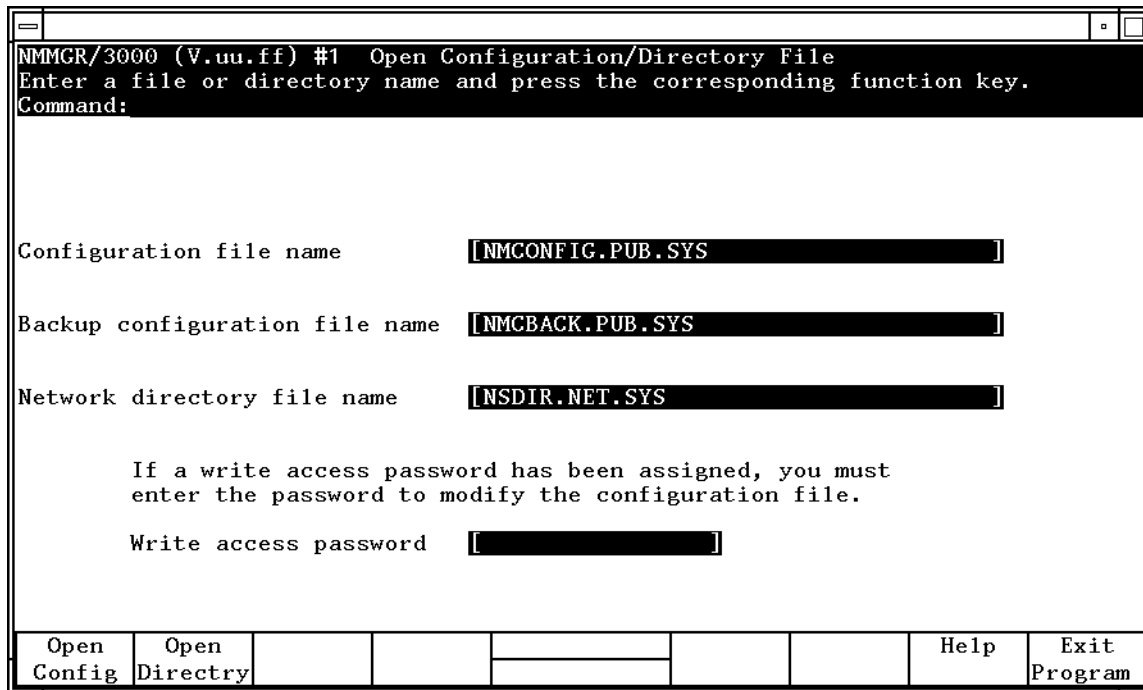 NMMGR/3000 (V.uu.ff) #1 Open Configuration/Directory File
Enter a file or directory name and press the corresponding function key.
Command:
Configuration file name [NMCONFIG.PUB.SYS ]
Backup configuration file name [NMCBACK.PUB.SYS ]
Network directory file name [NSDIR.NET.SYS ]
If a write access password has been assigned, you must
enter the password to modify the configuration file.
Write access password [ ]
Open Open Help Exit
Config Directry Program